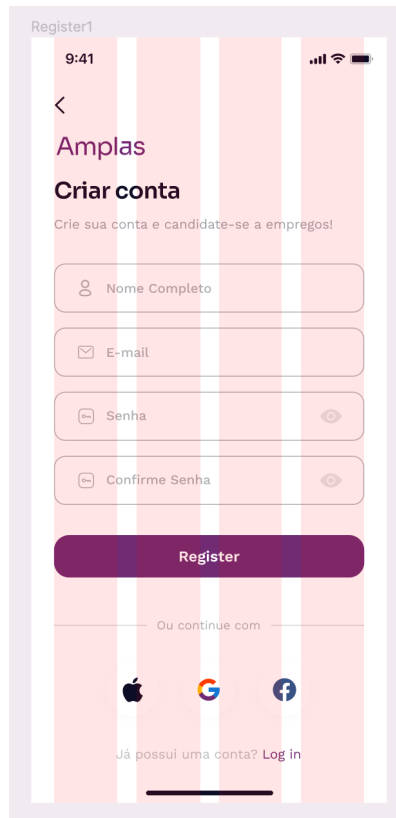 Register1
9:41
Amplas
Criar conta
Crie sua conta e candidate-se a empregos!
Nome Completo
E-mail
Senha
Confirme Senha
Register
Ou continue com
Já possui uma conta? Log in